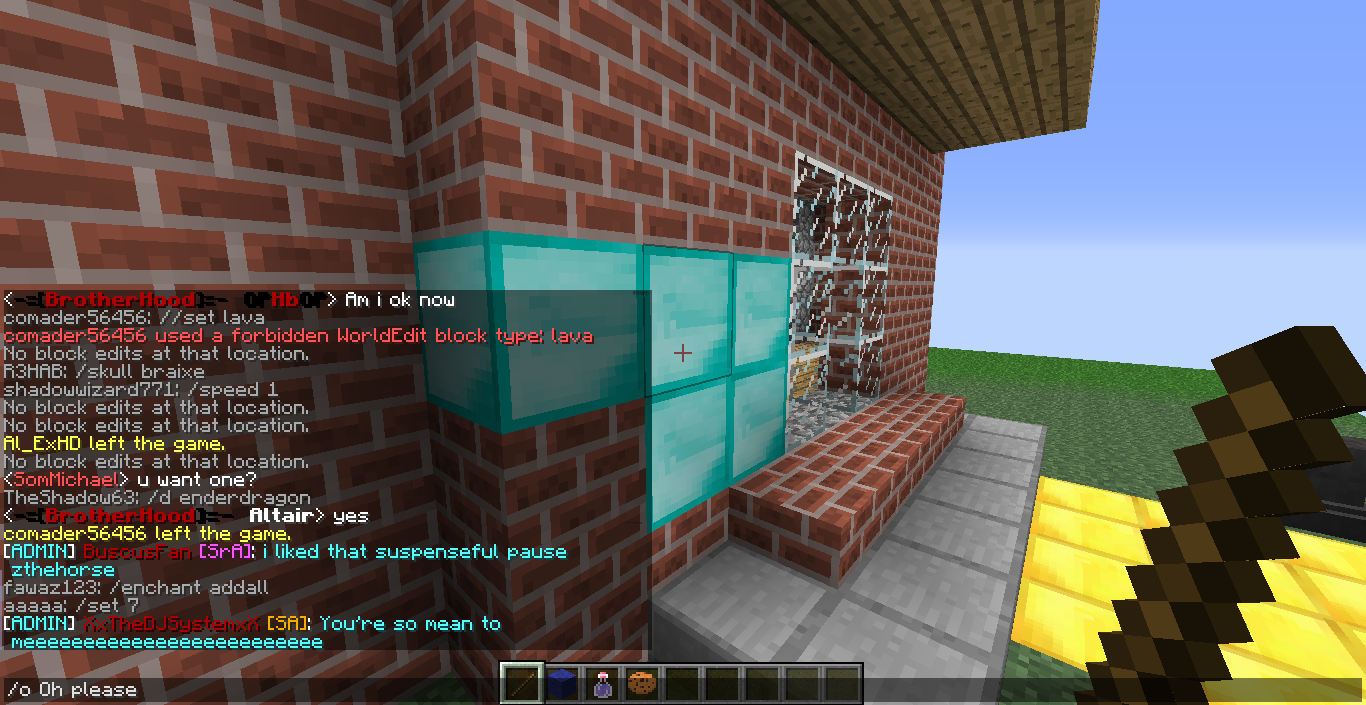 <-=[BrotherHood]=- Hb > Am i ok now
comader56456: //set lava
comader56456 used a forbidden WorldEdit block type: lava
No block edits at that location.
R3HAB: /skull braixe
shadowwizard771: /speed 1
No block edits at that location.
No block edits at that location.
Al_ExHD left the game.
No block edits at that location.
<SomMichael> u want one?
TheShadow63: /d enderdragon
<-=[BrotherHood]=- Altair> yes
comader56456 left the game.
[ADMIN] BuscusFan [SrA]: i liked that suspenseful pause
zthehorse
fawaz123: /enchant addall
aaaaa: /set 7
[ADMIN] XxTheDJSystemxX [SA]: You're so mean to
meeeeeeeeeeeeeeeeeeeeeeeee
/o Oh please